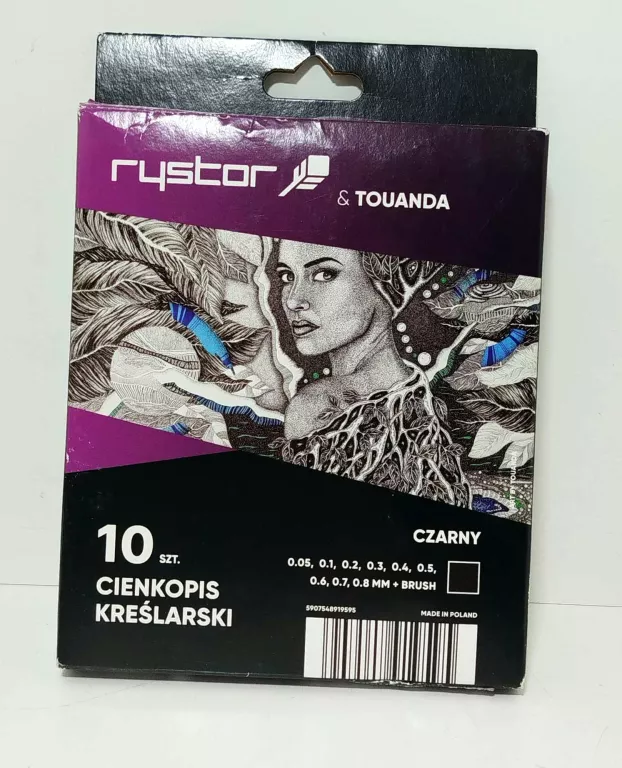 rystor
& TOUANDA
10 SZT.
CIENKOPIS
KREŚLARSKI
CZARNY
0.05, 0.1, 0.2, 0.3, 0.4, 0.5,
0.6, 0.7, 0.8 MM + BRUSH
5907548919595
MADE IN POLAND